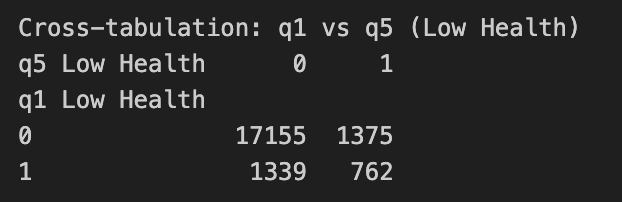 Cross-tabulation: q1 vs q5 (Low Health)
q5 Low Health 0 1
q1 Low Health
0 17155 1375
1 1339 762